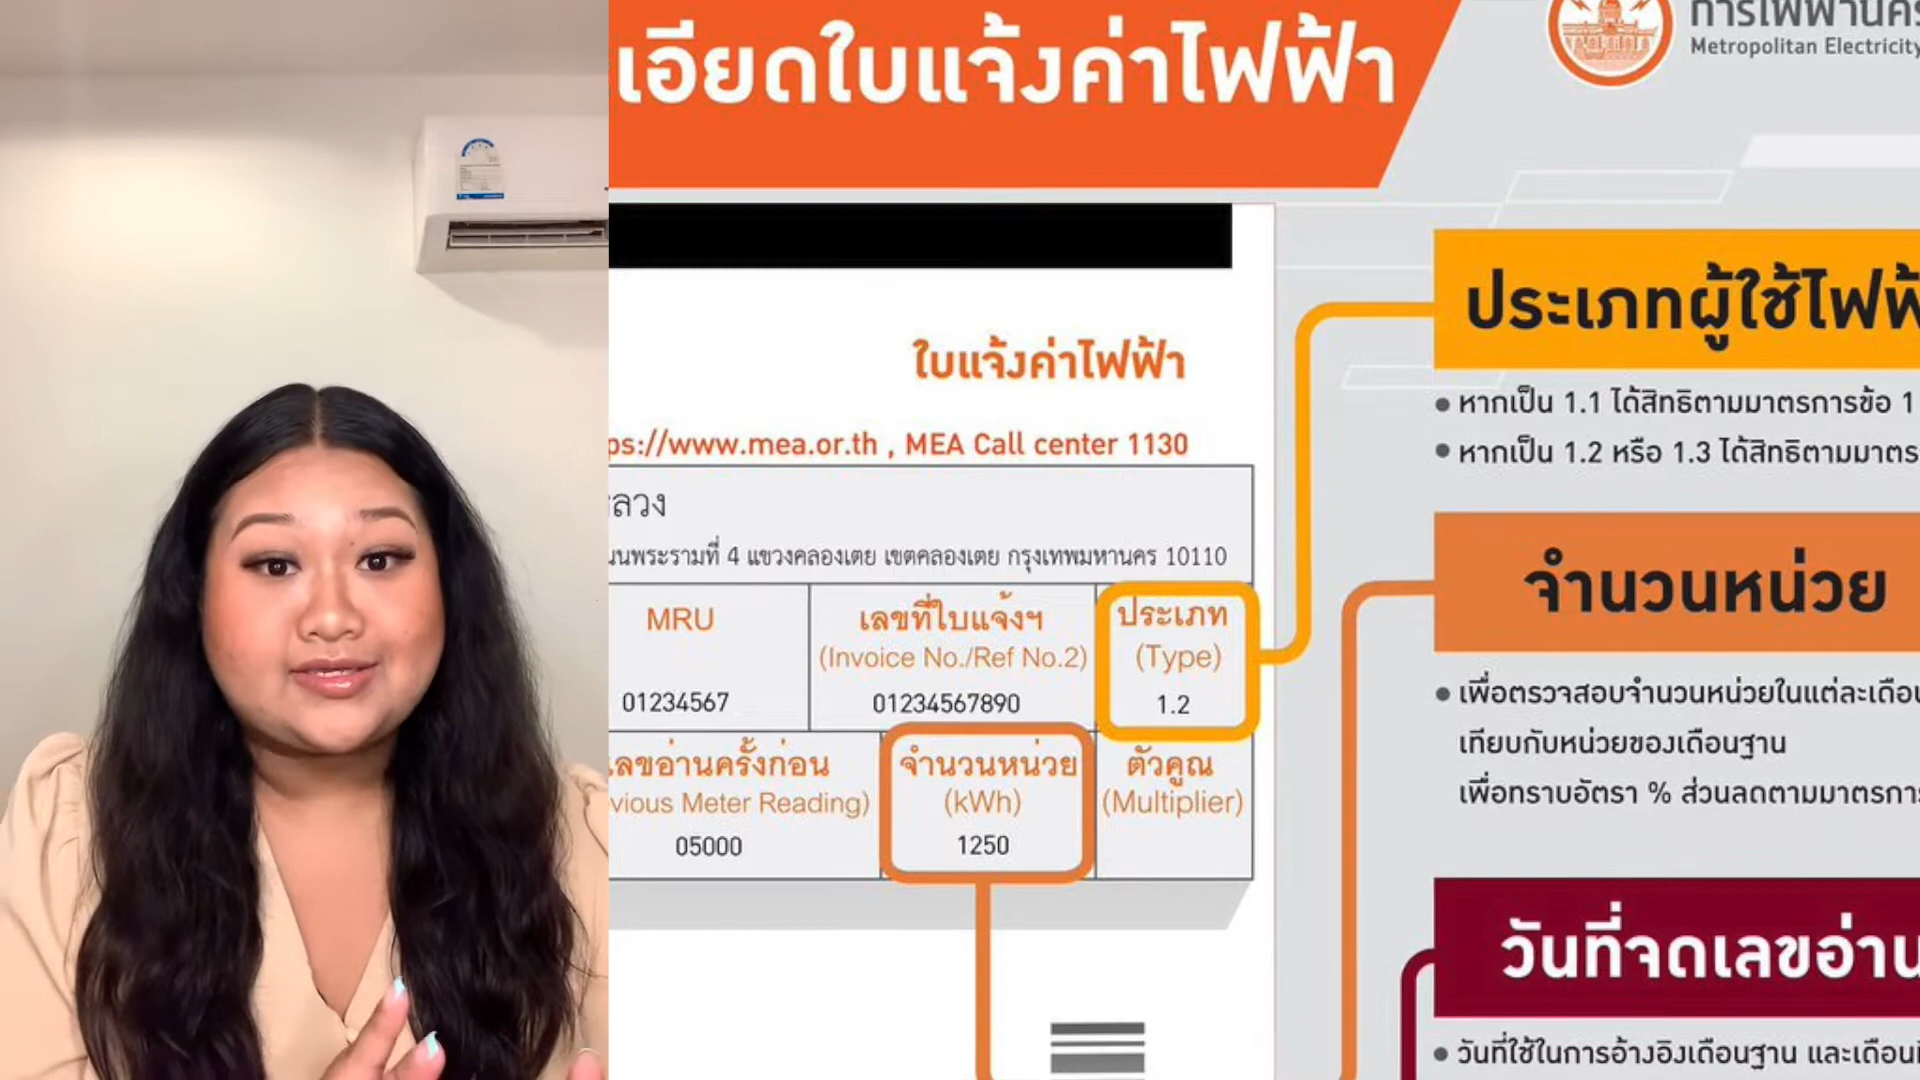 เอียดใบแจ้งค่าไฟฟ้า
การไฟฟ้านคร
Metropolitan Electricity
ใบแจ้งค่าไฟฟ้า
ps://www.mea.or.th , MEA Call center 1130
ลวง
นนพระรามที่ 4 แขวงคลองเตย เขตคลองเตย กรุงเทพมหานคร 10110
MRU
01234567
เลขที่ใบแจ้งฯ
(Invoice No./Ref No.2)
01234567890
ประเภท
(Type)
1.2
ลขอ่านครั้งก่อน
vious Meter Reading)
05000
จำนวนหน่วย
(kWh)
1250
ตัวคูณ
(Multiplier)
ประเภทผู้ใช้ไฟฟ้
• หากเป็น 1.1 ได้สิทธิตามมาตรการข้อ 1
• หากเป็น 1.2 หรือ 1.3 ได้สิทธิตามมาตร
จำนวนหน่วย
• เพื่อตรวจสอบจำนวนหน่วยในแต่ละเดือน
เทียบกับหน่วยของเดือนฐาน
เพื่อทราบอัตรา % ส่วนลดตามมาตรการ
วันที่จดเลขอ่าน
• วันที่ใช้ในการอ้างอิงเดือนฐาน และเดือน